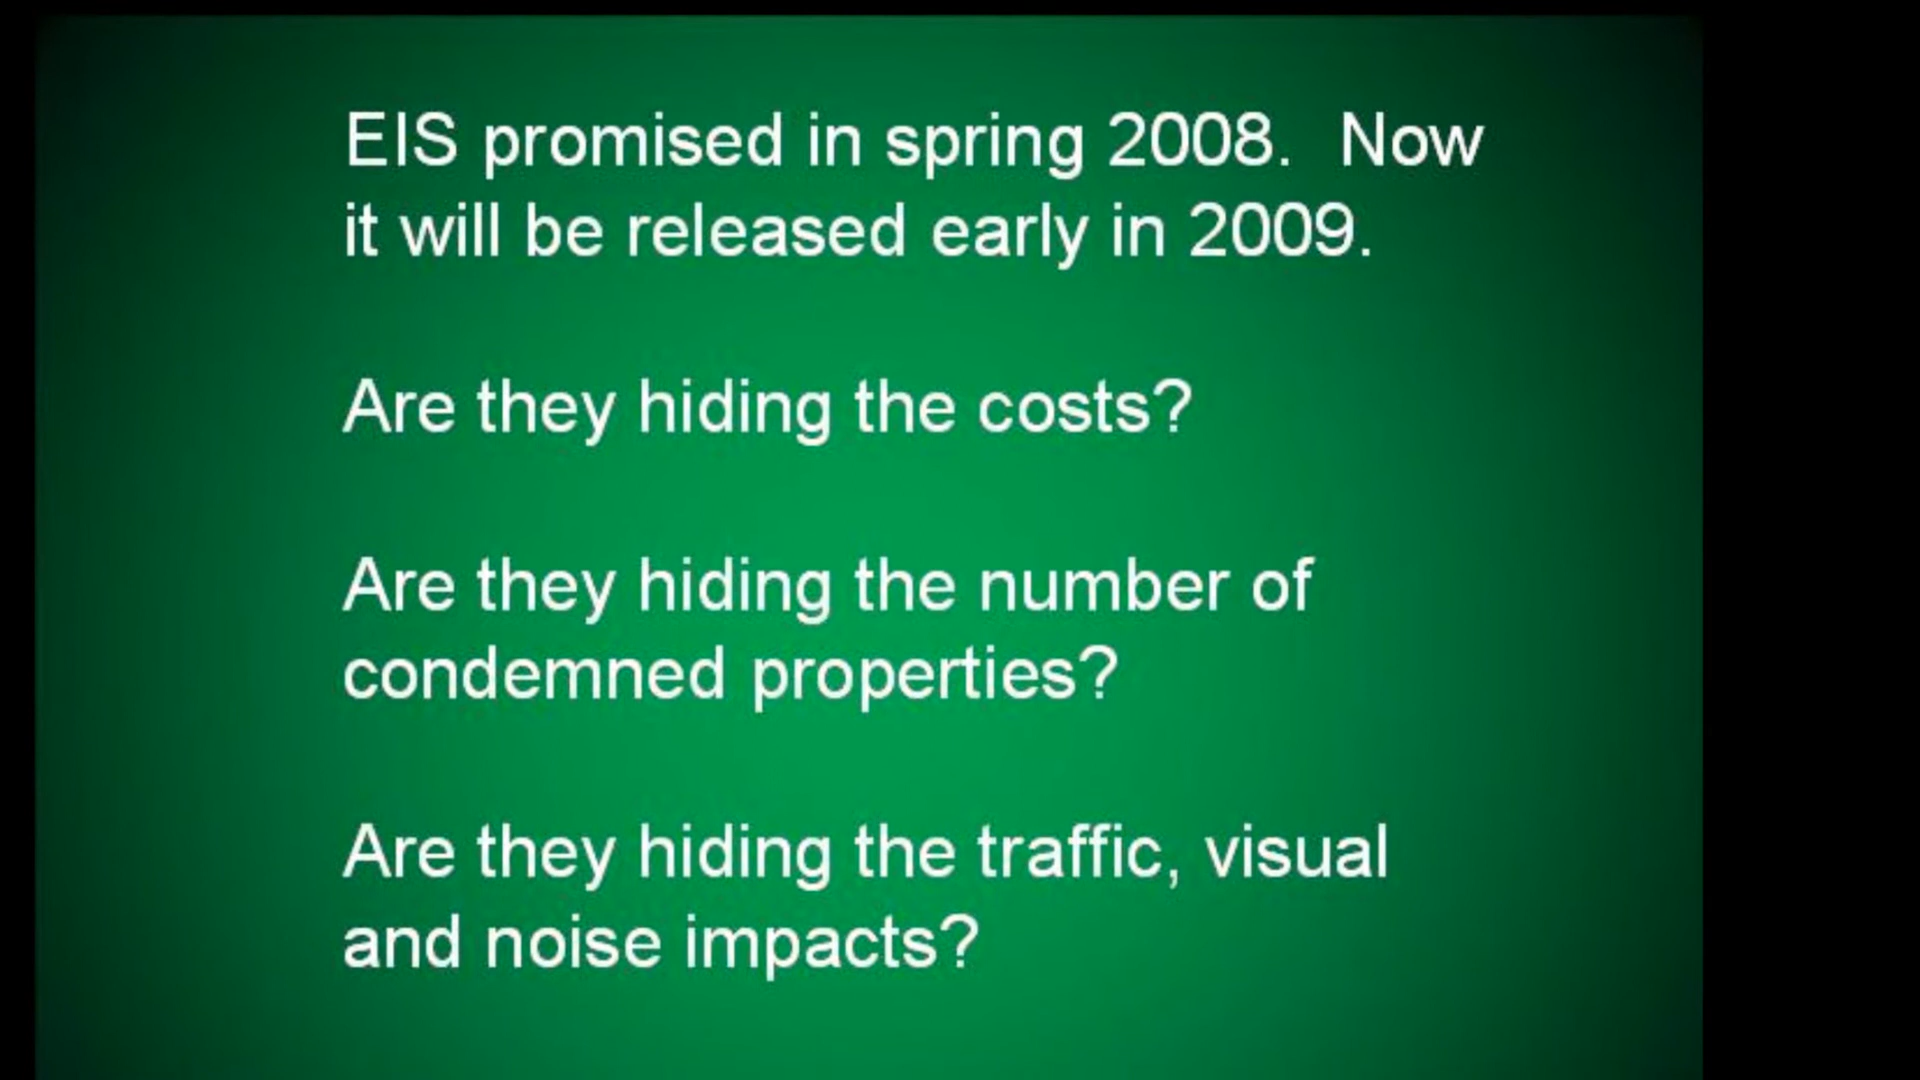 EIS promised in spring 2008.  Now
it will be released early in 2009.
Are they hiding the costs?
Are they hiding the number of
condemned properties?
Are they hiding the traffic, visual
and noise impacts?